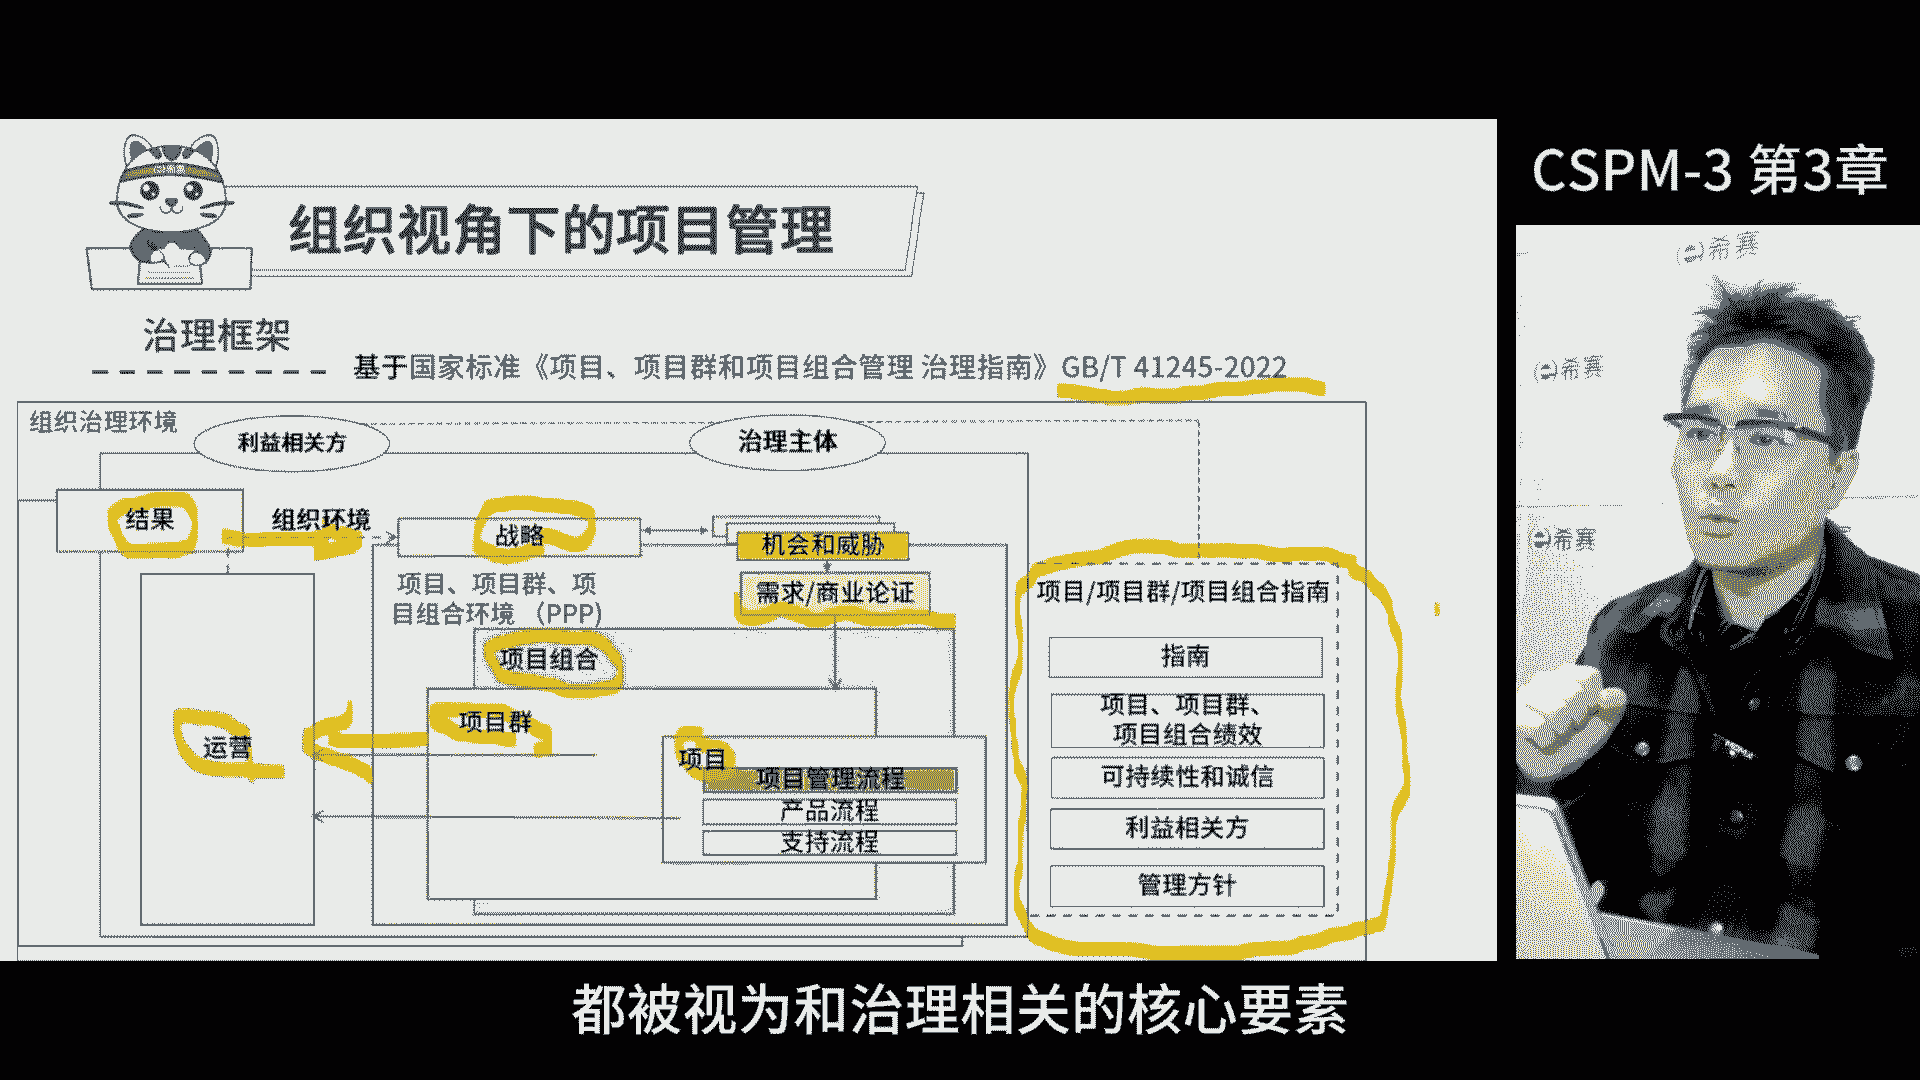 CSPM-3 第3章
希赛
希赛
希赛
组织视角下的项目管理
治理框架
基于国家标准《项目、项目群和项目组合管理 治理指南》GB/T 41245-2022
组织治理环境
利益相关方
治理主体
结果
组织环境
战略
机会和威胁
需求/商业论证
项目、项目群、项
目组合环境 （PPP)
项目组合
项目群
运营
项目
项目管理流程
产品流程
支持流程
项目/项目群/项目组合指南
指南
项目、项目群、
项目组合绩效
可持续性和诚信
利益相关方
管理方针
都被视为和治理相关的核心要素